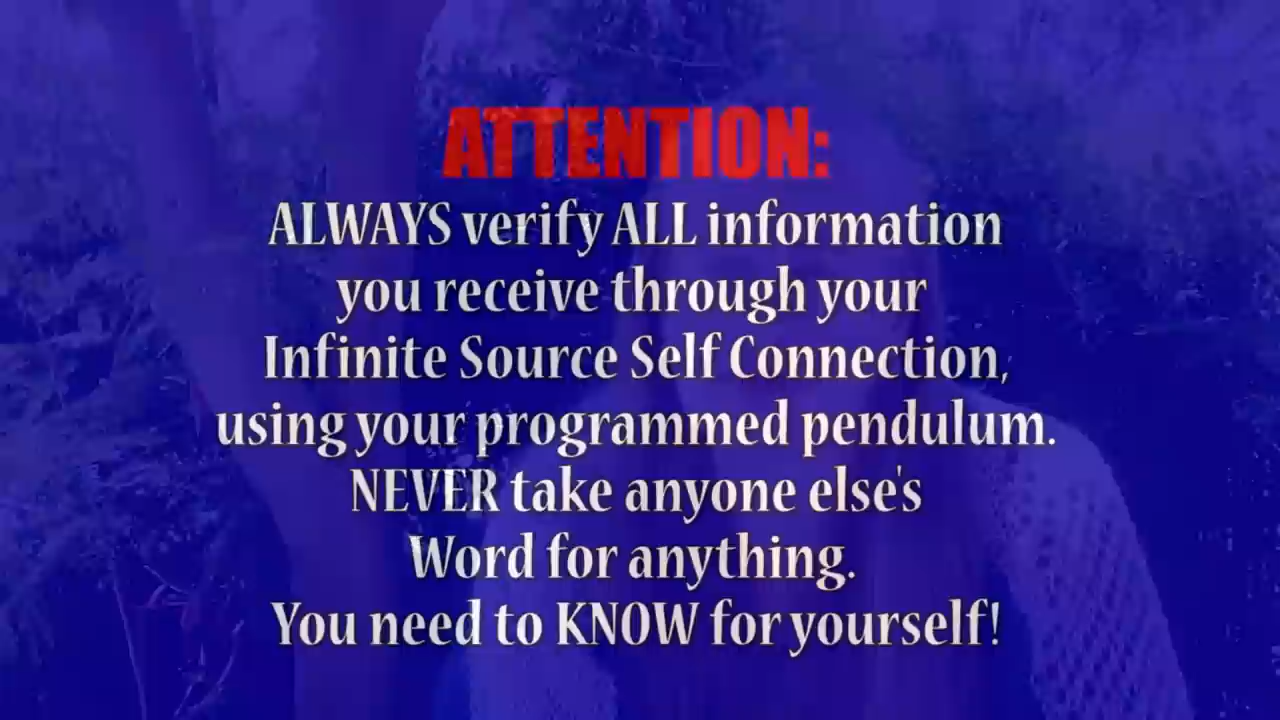 ATTENTION:
ALWAYS verify ALL information
you receive through your
Infinite Source Self Connection,
using your programmed pendulum.
NEVER take anyone else's
Word for anything.
You need to KNOW for yourself!